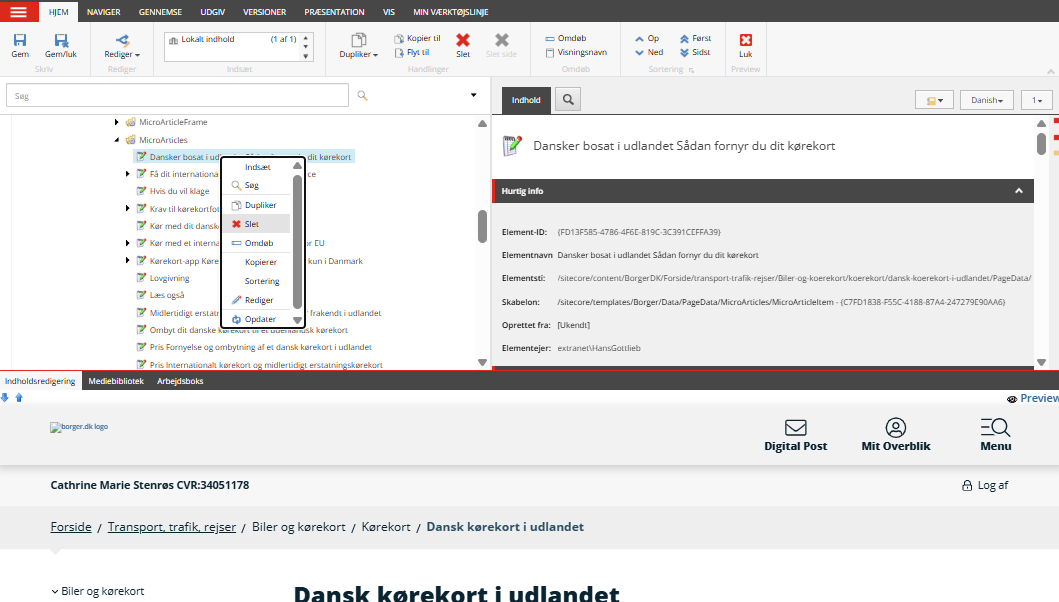 HJEM NAVIGER GENNEMSE UDGIV VERSIONER PRÆSENTATION VIS MIN VÆRKTØJSLINJE
Gem Gem/luk
Skriv
Rediger
Rediger
Lokalt indhold (1 af 1)
Indsæt
Dupliker
Kopier til
Flyt til
Slet
Slet side
Handlinger
Omdøb
Visningsnavn
Omdøb
Op
Ned
Først
Sidst
Sortering
Luk
Preview
Søg
MicroArticleFrame
MicroArticles
Dansker bosat i udl dit kørekort
Få dit internationa ce
Hvis du vil klage
Krav til kørekortfot
Kør med dit dansk
Kør med et interna r EU
Kørekort-app Køre kun i Danmark
Lovgivning
Læs også
Midlertidigt erstat frakendt i udlandet
Ombyt dit danske kørekort til et udenlandsk kørekort
Pris Fornyelse og ombytning af et dansk kørekort i udlandet
Pris Internationalt kørekort og midlertidigt erstatningskørekort
Indsæt
Søg
Dupliker
Slet
Omdøb
Kopierer
Sortering
Rediger
Opdater
Indhold
Danish
1
Dansker bosat i udlandet Sådan fornyr du dit kørekort
Hurtig info
Element-ID: {FD13F585-4786-4F6E-819C-3C391CEFFA39}
Elementnavn Dansker bosat i udlandet Sådan fornyr du dit kørekort
Elementsti: /sitecore/content/BorgerDK/Forside/transport-trafik-rejser/Biler-og-koerekort/koerekort/dansk-koerekort-i-udlandet/PageData/
Skabelon: /sitecore/templates/Borger/Data/PageData/MicroArticles/MicroArticleItem - {C7FD1838-F55C-4188-87A4-247279E90AA6}
Oprettet fra: [Ukendt]
Elementejer: extranet\HansGottlieb
Indholdsredigering Mediebibliotek Arbejdsboks
Preview
borger.dk logo
Digital Post Mit Overblik Menu
Cathrine Marie Stenrøs CVR:34051178
Log af
Forside / Transport, trafik, rejser / Biler og kørekort / Kørekort / Dansk kørekort i udlandet
Biler og kørekort
Dansk kørekort i udlandet